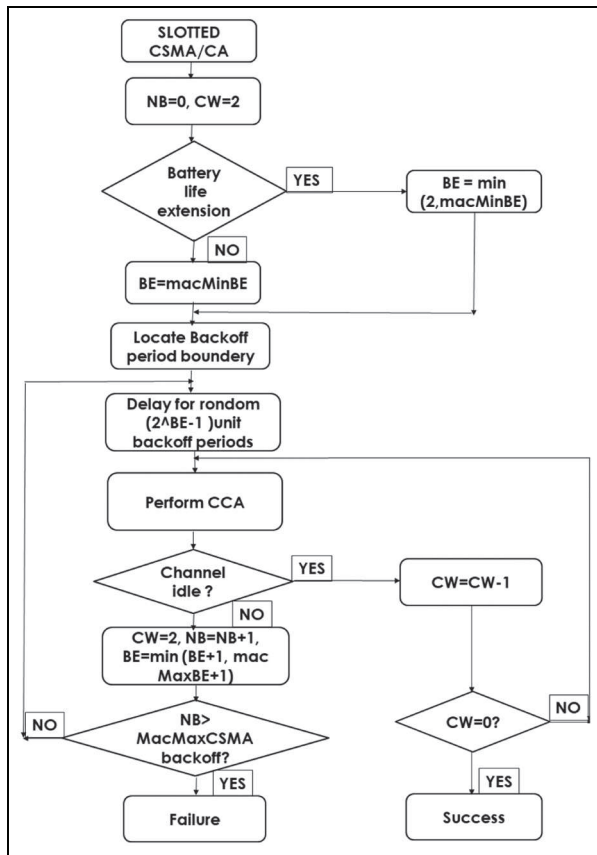 SLOTTED
CSMA/CA
NB=0, CW=2
Battery
life
extension
YES
BE = min
(2,macMinBE)
NO
BE=macMinBE
Locate Backoff
period boundery
Delay for rondom
(2^BE-1 )unit
backoff periods
Perform CCA
Channel
idle ?
YES
CW=CW-1
NO
CW=2, NB=NB+1,
BE=min (BE+1, mac
MaxBE+1)
NO
NB>
MacMaxCSMA
backoff?
CW=0?
NO
YES
YES
Failure
Success